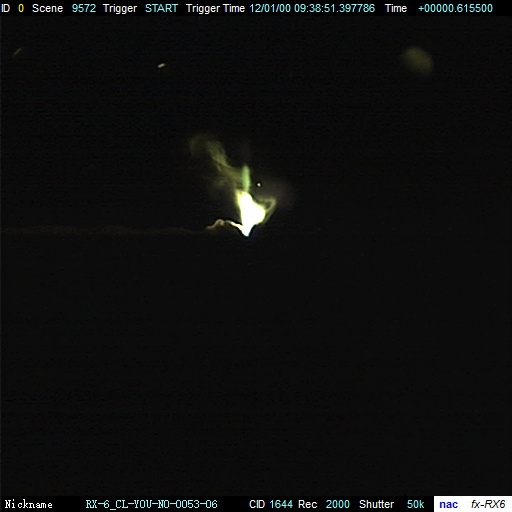 ID 0 Scene 9572 Trigger START Trigger Time 12/01/00 09:38:51.397786 Time +00000.615500
Nickname RX-6_CL-YOU-NO-0053-06 CID 1644 Rec 2000 Shutter 50k nac fx-RX6